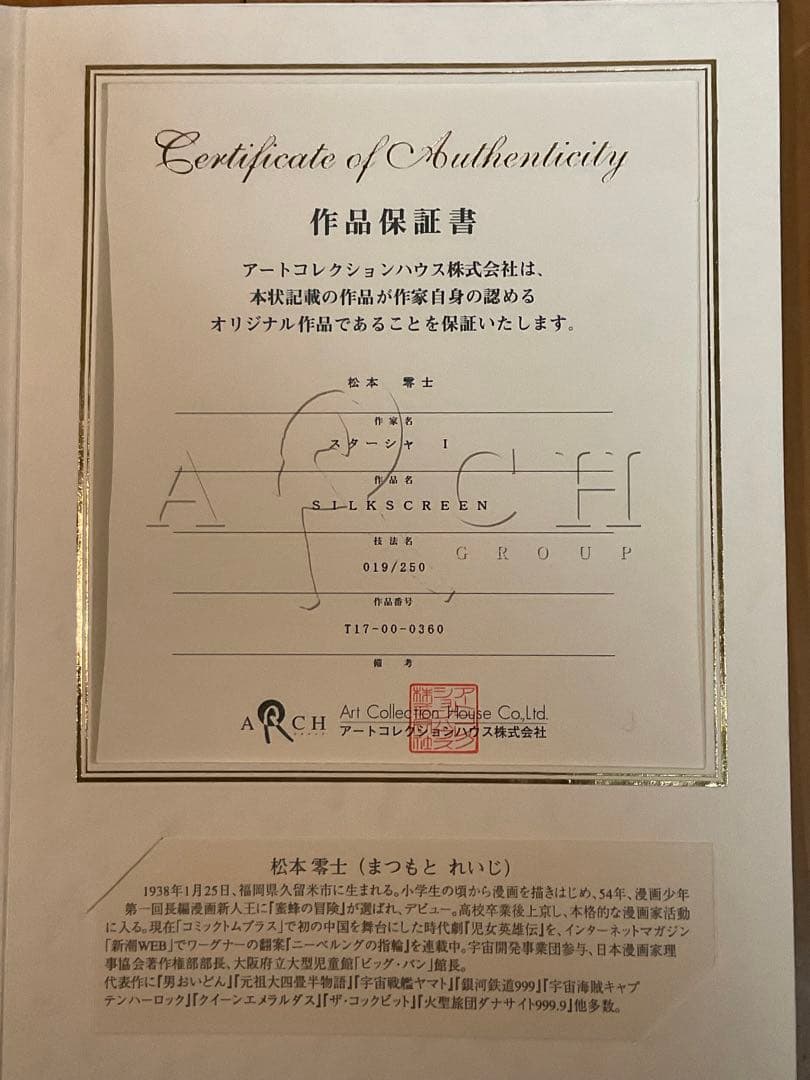 Certificate of Authenticity
作品保証書
アートコレクションハウス株式会社は、
本状記載の作品が作家自身の認める
オリジナル作品であることを保証いたします。
松本 零士
作家名
スターシャ I
作品名
SILKSCREEN
技法名
ARCH
GROUP
019/250
作品番号
T17-00-0360
備考
ARCH
Art Collection House Co.,Ltd.
アートコレクションハウス株式会社
松本 零士（まつもと れいじ）
1938年1月25日、福岡県久留米市に生まれる。小学生の頃から漫画を描きはじめ、54年、漫画少年
第一回長編漫画新人王に『蜜蜂の冒険』が選ばれ、デビュー。高校卒業後上京し、本格的な漫画家活動
に入る。現在「コミックトムプラス」で初の中国を舞台にした時代劇『児女英雄伝』を、インターネットマガジン
「新潮WEB」でワーグナーの翻案『ニーベルングの指輪』を連載中。宇宙開発事業団参与、日本漫画家理
事協会著作権部部長、大阪府立大型児童館「ビッグ・バン」館長。
代表作に『男おいどん』『元祖大四畳半物語』『宇宙戦艦ヤマト』『銀河鉄道999』『宇宙海賊キャプ
テンハーロック』『クイーンエメラルダス』『ザ・コックピット』『火聖旅団ダナサイト999.9』他多数。